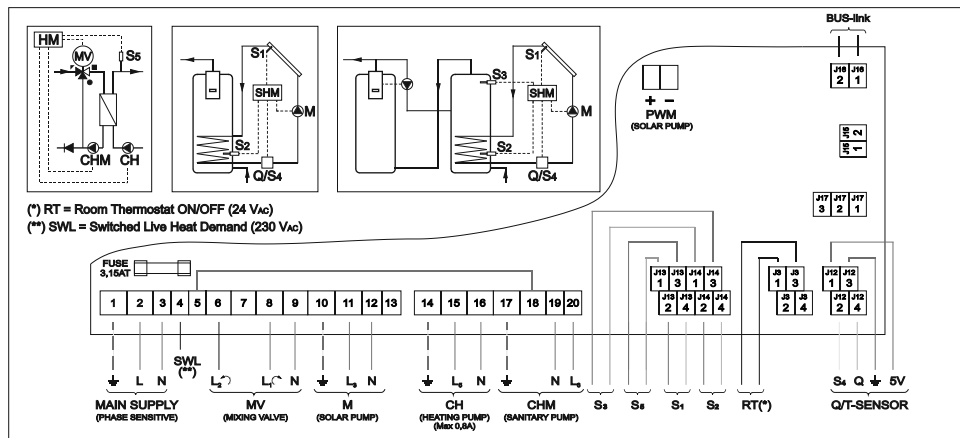 HM
MV
S5
CHM
CH
S1
SHM
M
S2
Q/S4
S3
S1
SHM
M
S2
Q/S4
(*) RT = Room Thermostat ON/OFF (24 VAC)
(**) SWL = Switched Live Heat Demand (230 VAC)
+ −
PWM
(SOLAR PUMP)
BUS-link
J16 2 J16 1
J15 1 J15 2
J17 3 J17 2 J17 1
FUSE
3,15AT
1 2 3 4 5 6 7 8 9 10 11 12 13 14 15 16 17 18 19 20
J13 1 J13 3 J14 1 J14 3
J13 2 J13 4 J14 2 J14 4
J3 1 J3 3
J3 2 J3 4
J12 1 J12 3
J12 2 J12 4
L N SWL (**) L2 L1 N L3 N L5 N N L6 S4 Q 5V
MAIN SUPPLY
(PHASE SENSITIVE)
MV
(MIXING VALVE)
M
(SOLAR PUMP)
CH
(HEATING PUMP)
(Max 0,8A)
CHM
(SANITARY PUMP)
S3
S5
S1
S2
RT(*)
Q/T-SENSOR